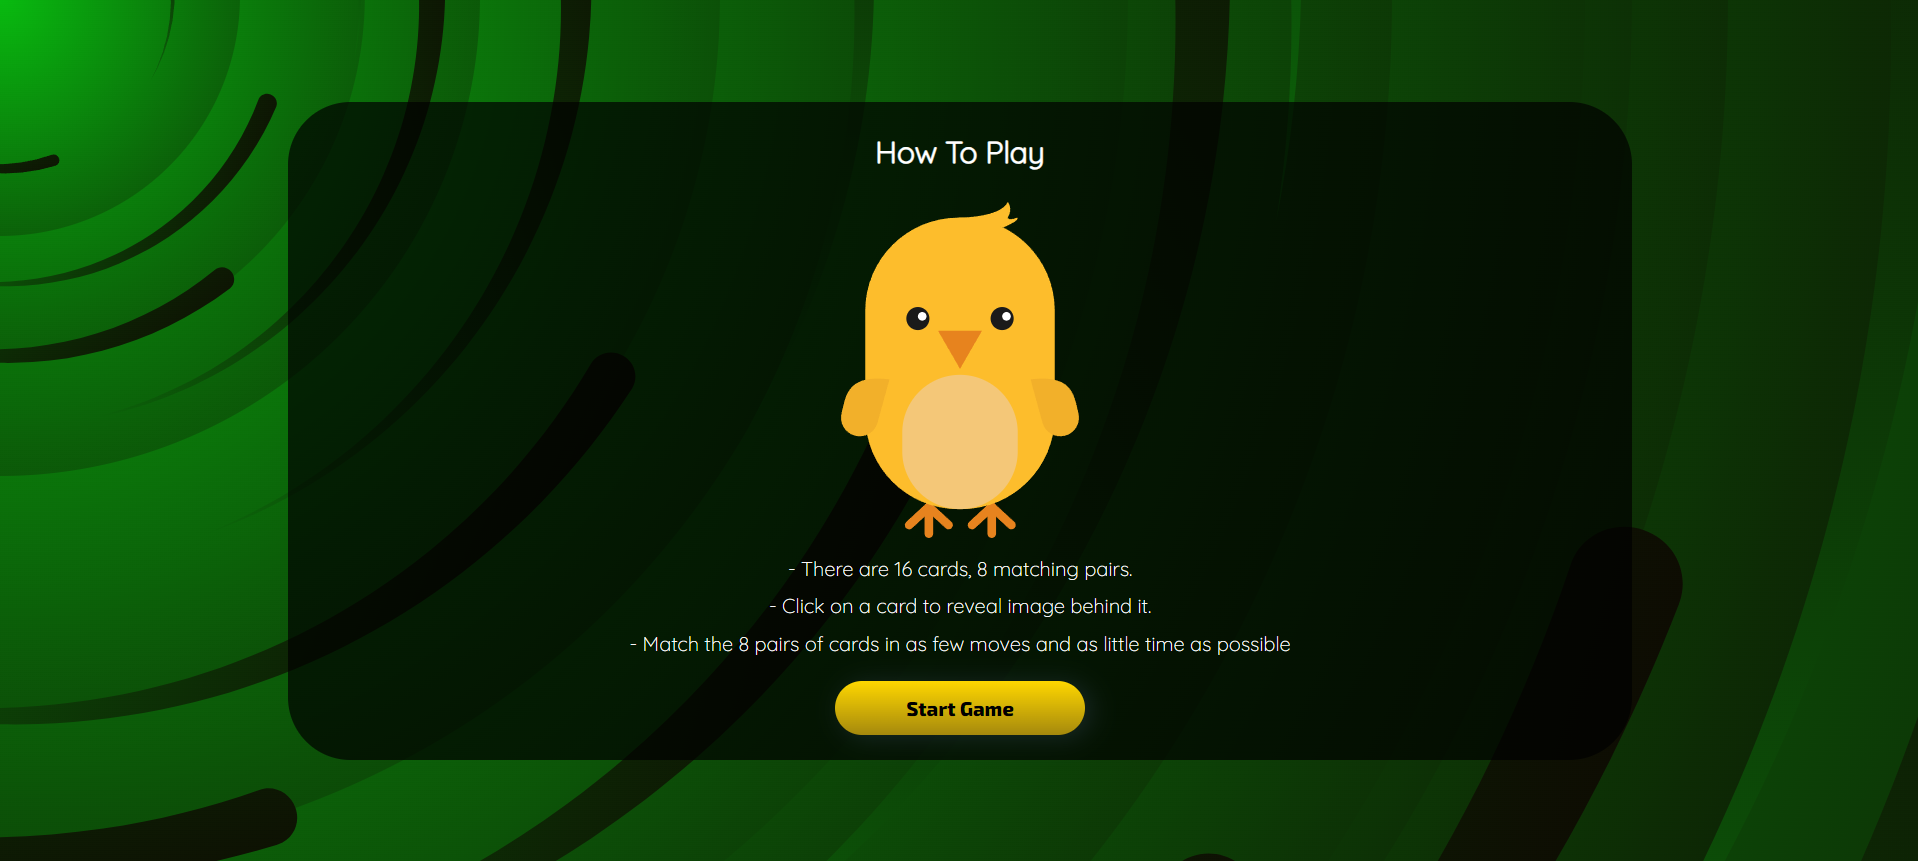 How To Play
- There are 16 cards, 8 matching pairs.
- Click on a card to reveal image behind it.
- Match the 8 pairs of cards in as few moves and as little time as possible
Start Game